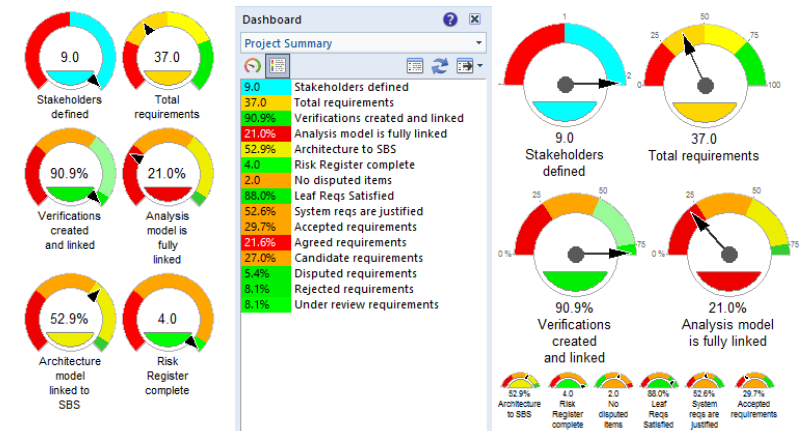 9.0
Stakeholders
defined
37.0
Total
requirements
90.9%
Verifications
created
and linked
21.0%
Analysis
model is
fully
linked
52.9%
Architecture
model
linked to
SBS
4.0
Risk
Register
complete
Dashboard
Project Summary
9.0 Stakeholders defined
37.0 Total requirements
90.9% Verifications created and linked
21.0% Analysis model is fully linked
52.9% Architecture to SBS
4.0 Risk Register complete
2.0 No disputed items
88.0% Leaf Reqs Satisfied
52.6% System reqs are justified
29.7% Accepted requirements
21.6% Agreed requirements
27.0% Candidate requirements
5.4% Disputed requirements
8.1% Rejected requirements
8.1% Under review requirements
1
2
9.0
Stakeholders
defined
0
25
50
75
100
37.0
Total requirements
0 %
25
50
75
90.9%
Verifications
created
and linked
0 %
25
50
75
21.0%
Analysis model
is fully linked
52.9%
Architecture
to SBS
4.0
Risk
Register
complete
2.0
No
disputed
items
88.0%
Leaf
Reqs
Satisfied
52.6%
System
reqs are
justified
29.7%
Accepted
requirements